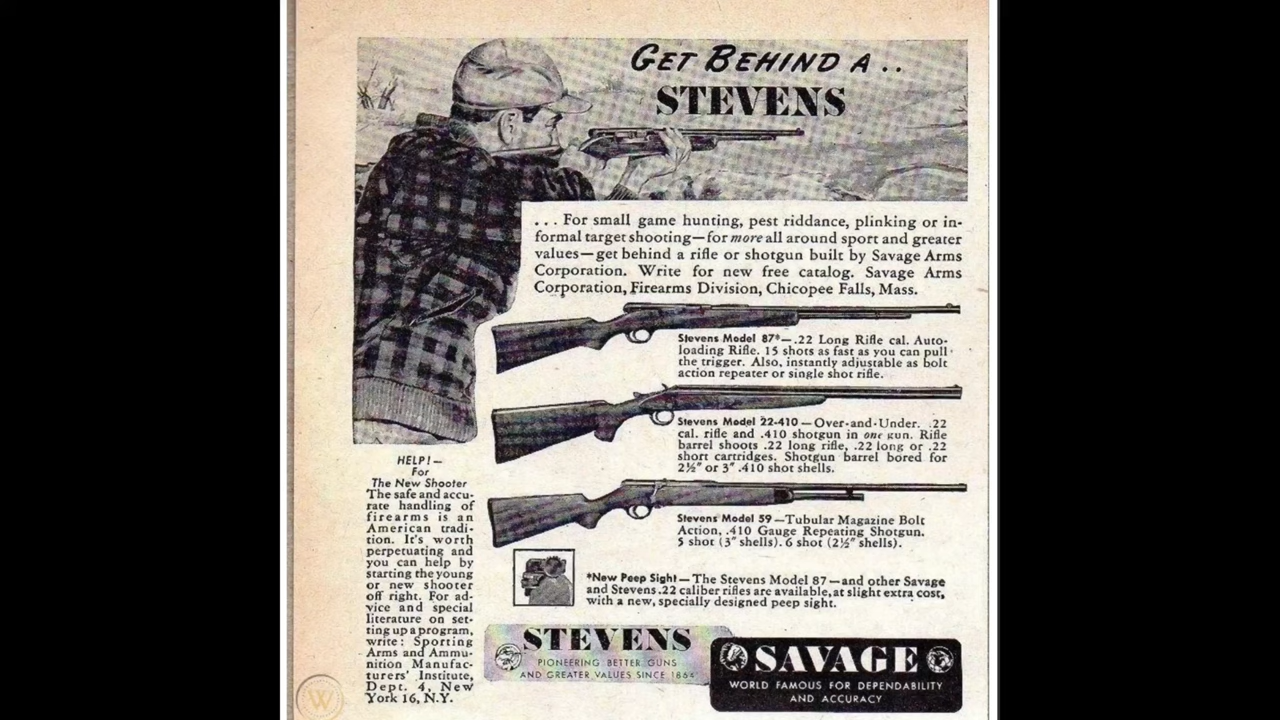 GET BEHIND A..
STEVENS
... For small game hunting, pest riddance, plinking or in-
formal target shooting—for more all around sport and greater
values—get behind a rifle or shotgun built by Savage Arms
Corporation. Write for new free catalog. Savage Arms
Corporation, Firearms Division, Chicopee Falls, Mass.
Stevens Model 87*—.22 Long Rifle cal. Auto-
loading Rifle. 15 shots as fast as you can pull
the trigger. Also, instantly adjustable as bolt
action repeater or single shot rifle.
Stevens Model 22-410—Over-and-Under. .22
cal. rifle and .410 shotgun in one gun. Rifle
barrel shoots .22 long rifle, .22 long or .22
short cartridges. Shotgun barrel bored for
2½" or 3" .410 shot shells.
Stevens Model 59—Tubular Magazine Bolt
Action, .410 Gauge Repeating Shotgun.
5 shot (3" shells). 6 shot (2½" shells).
*New Peep Sight—The Stevens Model 87—and other Savage
and Stevens .22 caliber rifles are available, at slight extra cost,
with a new, specially designed peep sight.
HELP!—
For
The New Shooter
The safe and accu-
rate handling of
firearms is an
American tradi-
tion. It's worth
perpetuating and
you can help by
starting the young
or new shooter
off right. For ad-
vice and special
literature on set-
ting up a program,
write: Sporting
Arms and Ammu-
nition Manufac-
turers' Institute,
Dept. 4, New
York 16, N.Y.
STEVENS
PIONEERING BETTER GUNS
AND GREATER VALUES SINCE 1864
SAVAGE
WORLD FAMOUS FOR DEPENDABILITY
AND ACCURACY
W